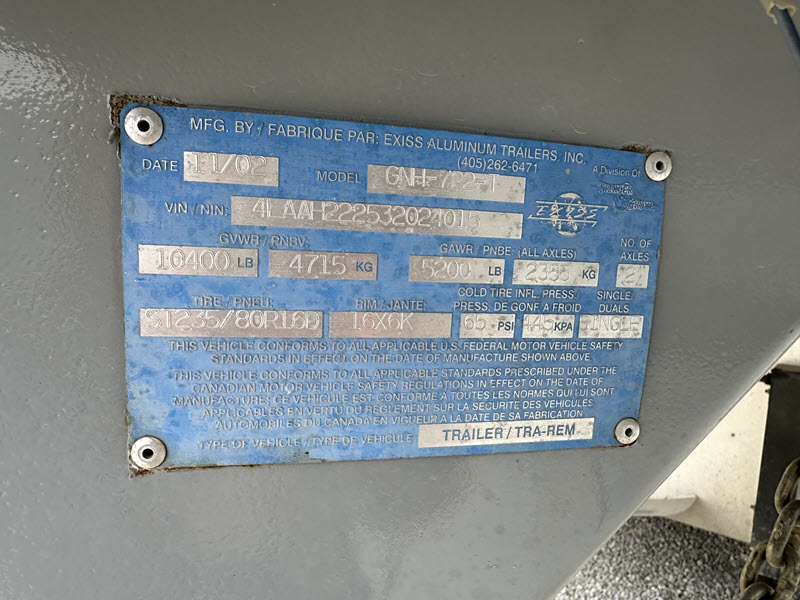 MFG. BY / FABRIQUE PAR: EXISS ALUMINUM TRAILERS, INC.
(405)262-6471
A Division Of
DATE 11/02 MODEL
VIN / NIN: 4LAAH222532024015
GVWR / PNBV: GAWR / PNBE: (ALL AXLES) NO. OF AXLES
10400 LB 4715 KG 5200 LB KG 2
TIRE / PNEU: RIM / JANTE: COLD TIRE INFL. PRESS. / PRESS. DE GONF. A FROID SINGLE/ DUALS
ST235/80R16D 16X6K 65 PSI KPA SINGLE
THIS VEHICLE CONFORMS TO ALL APPLICABLE U.S. FEDERAL MOTOR VEHICLE SAFETY
STANDARDS IN EFFECT ON THE DATE OF MANUFACTURE SHOWN ABOVE
THIS VEHICLE CONFORMS TO ALL APPLICABLE STANDARDS PRESCRIBED UNDER THE
CANADIAN MOTOR VEHICLE SAFETY REGULATIONS IN EFFECT ON THE DATE OF
MANUFACTURE; CE VEHICULE EST CONFORME A TOUTES LES NORMES QUI LUI SONT
APPLICABLES EN VERTU DU REGLEMENT SUR LA SECURITE DES VEHICULES
AUTOMOBILES DU CANADA EN VIGUEUR A LA DATE DE SA FABRICATION
TYPE OF VEHICLE / TYPE DE VEHICULE TRAILER / TRA-REM